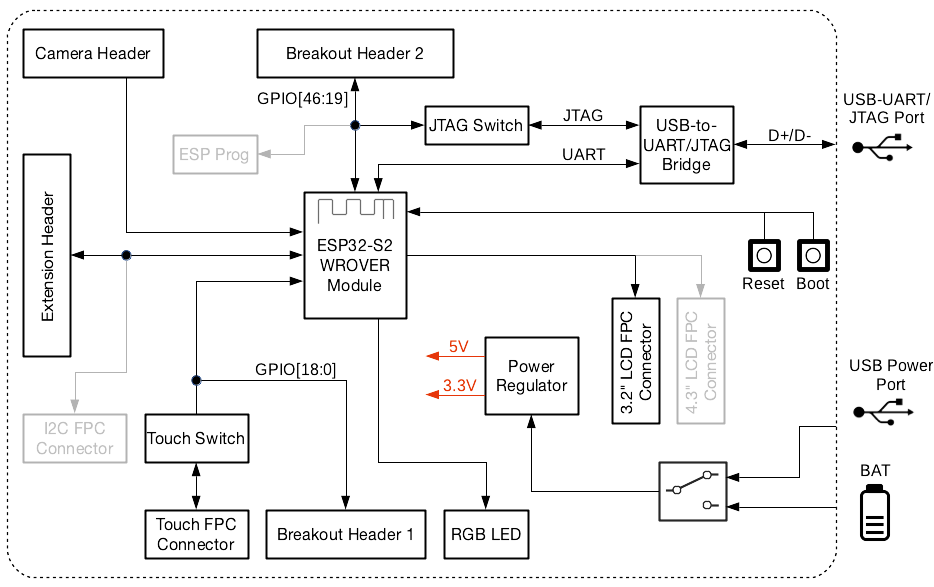 Camera Header
Breakout Header 2
GPIO[46:19]
ESP Prog
JTAG Switch
JTAG
UART
USB-to-
UART/JTAG
Bridge
D+/D-
USB-UART/
JTAG Port
Extension Header
ESP32-S2
WROVER
Module
Reset
Boot
I2C FPC
Connector
GPIO[18:0]
Touch Switch
Touch FPC
Connector
Breakout Header 1
RGB LED
5V
3.3V
Power
Regulator
3.2" LCD FPC
Connector
4.3" LCD FPC
Connector
USB Power
Port
BAT